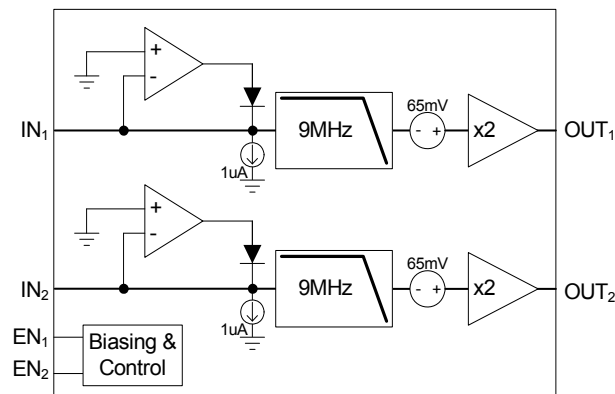 +
-
IN1
1uA
9MHz
65mV
- +
x2
OUT1
+
-
IN2
1uA
9MHz
65mV
- +
x2
OUT2
EN1
EN2
Biasing &
Control